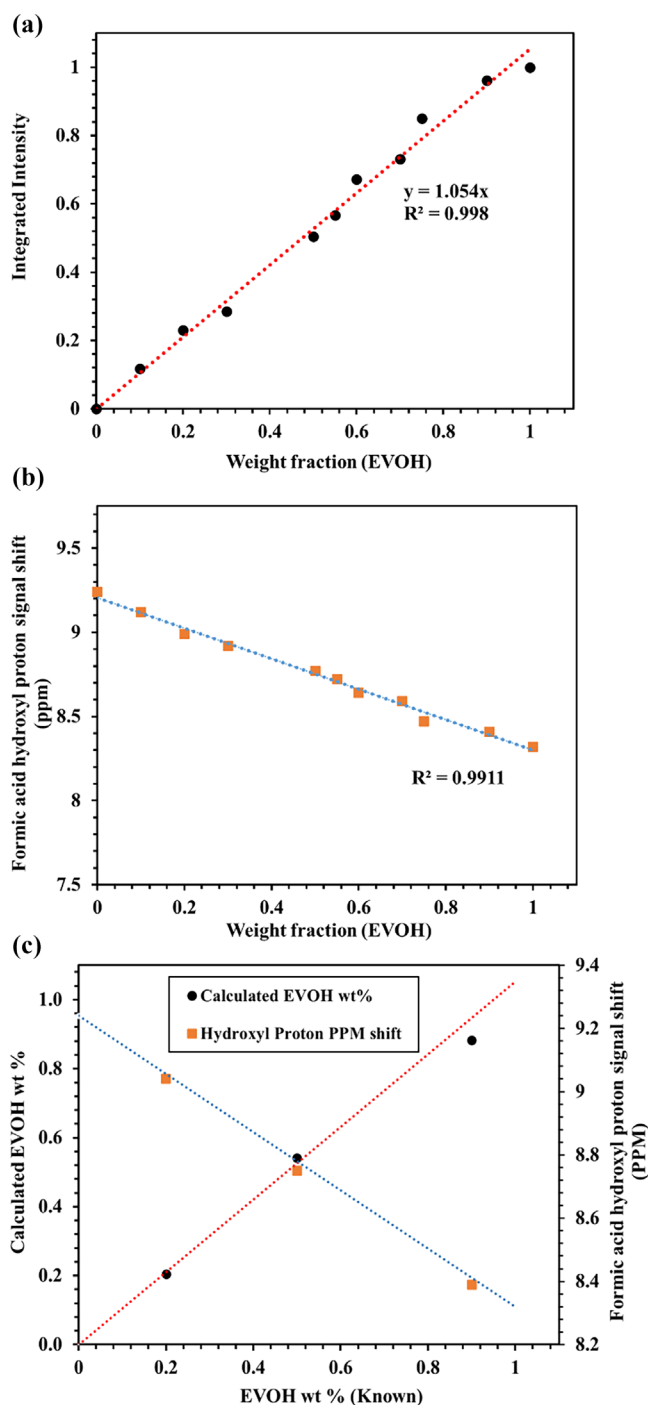 (a)
Integrated Intensity
1
0.8
0.6
0.4
0.2
0
y = 1.054x
R² = 0.998
0 0.2 0.4 0.6 0.8 1
Weight fraction (EVOH)
(b)
Formic acid hydroxyl proton signal shift
(ppm)
9.5
9
8.5
8
7.5
R² = 0.9911
0 0.2 0.4 0.6 0.8 1
Weight fraction (EVOH)
(c)
Calculated EVOH wt %
1.0
0.8
0.6
0.4
0.2
0.0
Calculated EVOH wt%
Hydroxyl Proton PPM shift
9.4
9.2
9
8.8
8.6
8.4
8.2
Formic acid hydroxyl proton signal shift
(PPM)
0 0.2 0.4 0.6 0.8 1
EVOH wt % (Known)